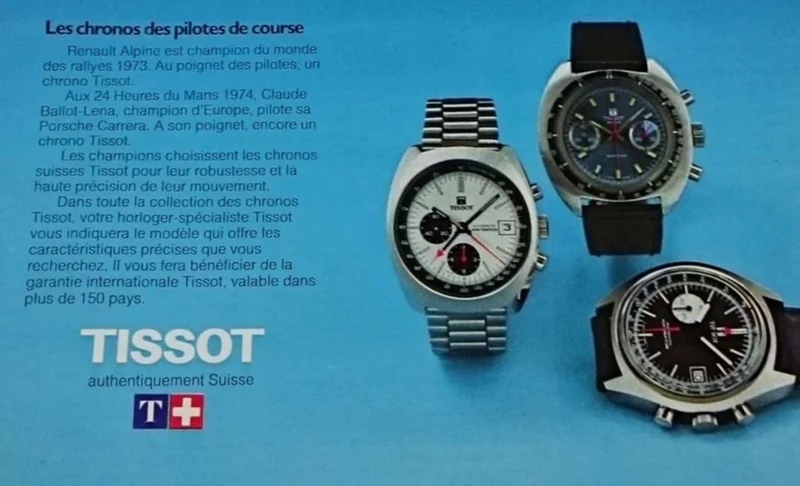 Les chronos des pilotes de course
Renault Alpine est champion du monde
des rallyes 1973. Au poignet des pilotes, un
chrono Tissot.
Aux 24 Heures du Mans 1974, Claude
Ballot-Lena, champion d'Europe, pilote sa
Porsche Carrera. A son poignet, encore un
chrono Tissot.
Les champions choisissent les chronos
suisses Tissot pour leur robustesse et la
haute précision de leur mouvement.
Dans toute la collection des chronos
Tissot, votre horloger-spécialiste Tissot
vous indiquera le modèle qui offre les
caractéristiques précises que vous
recherchez. Il vous fera bénéficier de la
garantie internationale Tissot, valable dans
plus de 150 pays.
TISSOT
authentiquement Suisse
T
T
TISSOT
3
TISSOT